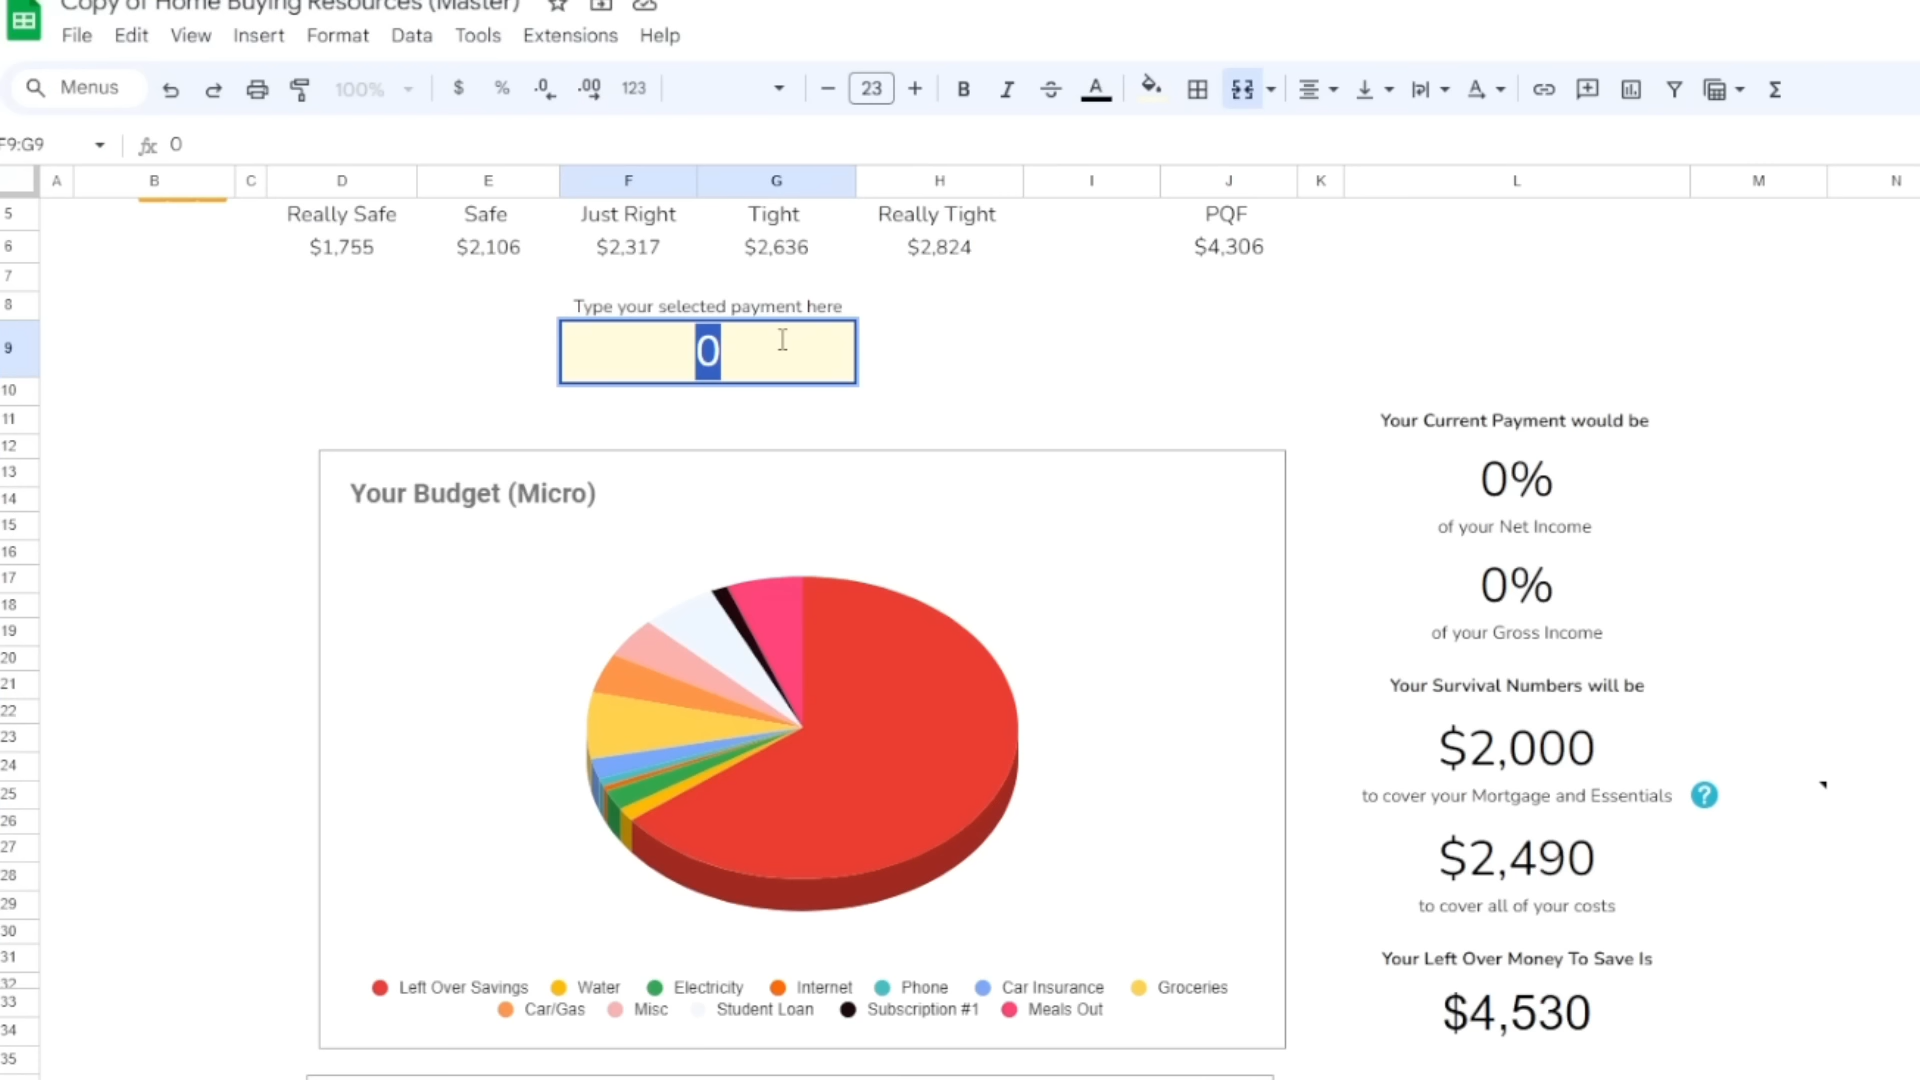 Copy of Home Buying Resources (Master)
File Edit View Insert Format Data Tools Extensions Help
Menus 100% $ % .0 .00 123 23 B I A Σ
F9:G9 fx 0
A B C D E F G H I J K L M N
5 Really Safe Safe Just Right Tight Really Tight PQF
6 $1,755 $2,106 $2,317 $2,636 $2,824 $4,306
7
8 Type your selected payment here
9 0
10
11 Your Current Payment would be
12
13 0%
14 Your Budget (Micro)
15 of your Net Income
16
17 0%
18
19 of your Gross Income
20
21 Your Survival Numbers will be
22
23 $2,000
24
25 to cover your Mortgage and Essentials ?
26
27 $2,490
28
29 to cover all of your costs
30
31 Your Left Over Money To Save Is
32 Left Over Savings Water Electricity Internet Phone Car Insurance Groceries
33 Car/Gas Misc Student Loan Subscription #1 Meals Out $4,530
34
35